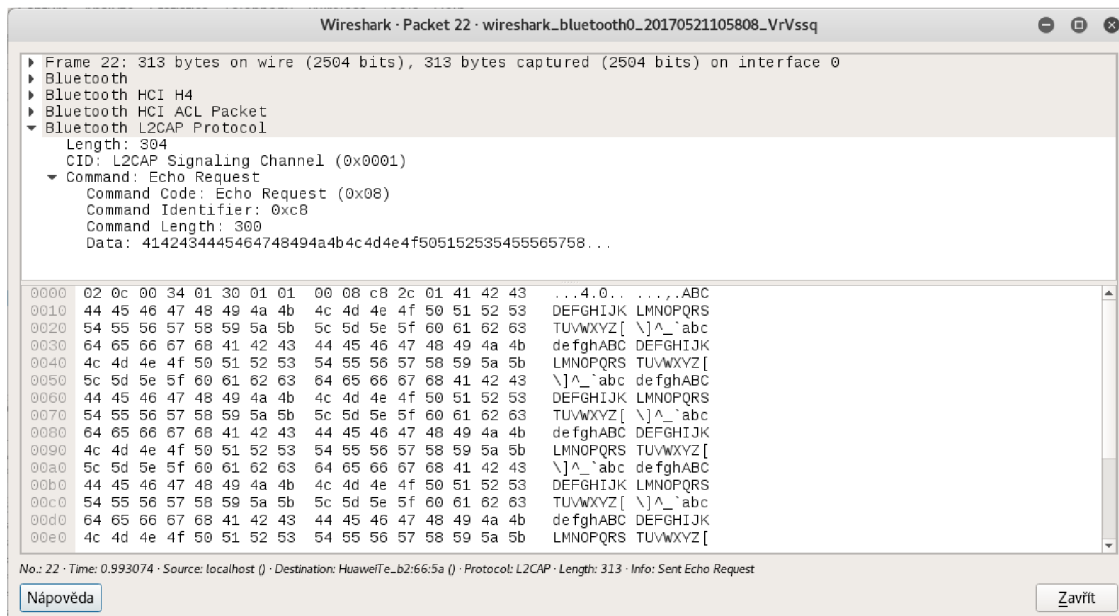 Wireshark · Packet 22 · wireshark_bluetooth0_20170521105808_VrVssq
Frame 22: 313 bytes on wire (2504 bits), 313 bytes captured (2504 bits) on interface 0
Bluetooth
Bluetooth HCI H4
Bluetooth HCI ACL Packet
Bluetooth L2CAP Protocol
Length: 304
CID: L2CAP Signaling Channel (0x0001)
Command: Echo Request
Command Code: Echo Request (0x08)
Command Identifier: 0xc8
Command Length: 300
Data: 4142434445464748494a4b4c4d4e4f505152535455565758...
0000 02 0c 00 34 01 30 01 01 00 08 c8 2c 01 41 42 43 ...4.0.. ...,.ABC
0010 44 45 46 47 48 49 4a 4b 4c 4d 4e 4f 50 51 52 53 DEFGHIJK LMNOPQRS
0020 54 55 56 57 58 59 5a 5b 5c 5d 5e 5f 60 61 62 63 TUVWXYZ[ \]^_`abc
0030 64 65 66 67 68 41 42 43 44 45 46 47 48 49 4a 4b defghABC DEFGHIJK
0040 4c 4d 4e 4f 50 51 52 53 54 55 56 57 58 59 5a 5b LMNOPQRS TUVWXYZ[
0050 5c 5d 5e 5f 60 61 62 63 64 65 66 67 68 41 42 43 \]^_`abc defghABC
0060 44 45 46 47 48 49 4a 4b 4c 4d 4e 4f 50 51 52 53 DEFGHIJK LMNOPQRS
0070 54 55 56 57 58 59 5a 5b 5c 5d 5e 5f 60 61 62 63 TUVWXYZ[ \]^_`abc
0080 64 65 66 67 68 41 42 43 44 45 46 47 48 49 4a 4b defghABC DEFGHIJK
0090 4c 4d 4e 4f 50 51 52 53 54 55 56 57 58 59 5a 5b LMNOPQRS TUVWXYZ[
00a0 5c 5d 5e 5f 60 61 62 63 64 65 66 67 68 41 42 43 \]^_`abc defghABC
00b0 44 45 46 47 48 49 4a 4b 4c 4d 4e 4f 50 51 52 53 DEFGHIJK LMNOPQRS
00c0 54 55 56 57 58 59 5a 5b 5c 5d 5e 5f 60 61 62 63 TUVWXYZ[ \]^_`abc
00d0 64 65 66 67 68 41 42 43 44 45 46 47 48 49 4a 4b defghABC DEFGHIJK
00e0 4c 4d 4e 4f 50 51 52 53 54 55 56 57 58 59 5a 5b LMNOPQRS TUVWXYZ[
No.: 22 · Time: 0.993074 · Source: localhost () · Destination: HuaweiTe_b2:66:5a () · Protocol: L2CAP · Length: 313 · Info: Sent Echo Request
Nápověda
Zavřít